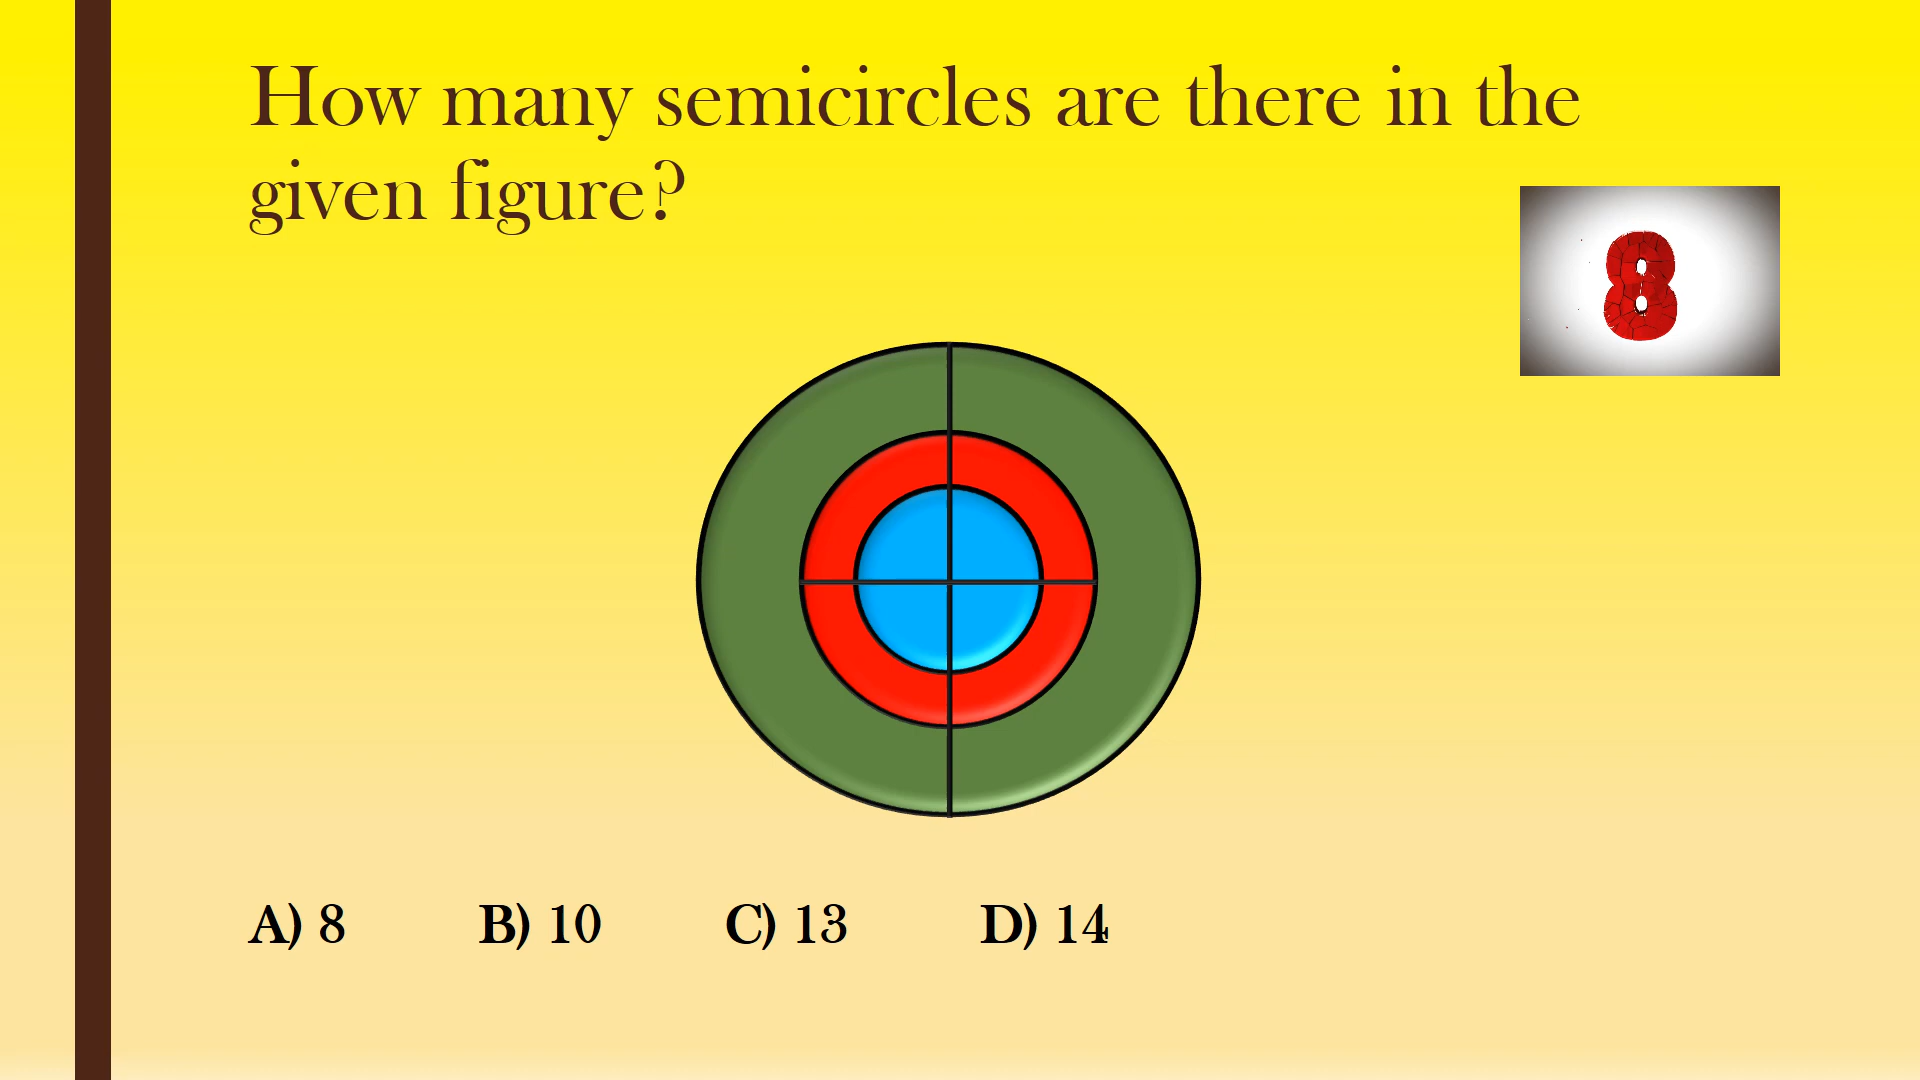 How many semicircles are there in the
given figure?
8
A) 8 B) 10 C) 13 D) 14